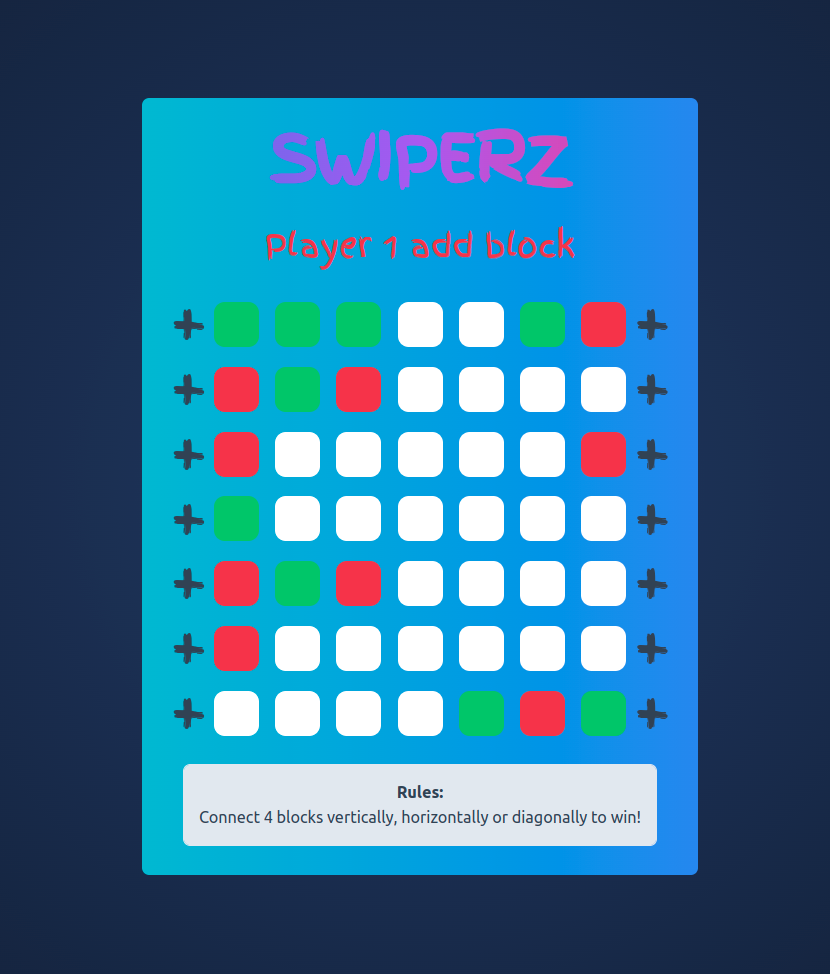 SWIPERZ
Player 1 add block
+ +
+ +
+ +
+ +
+ +
+ +
+ +
Rules:
Connect 4 blocks vertically, horizontally or diagonally to win!